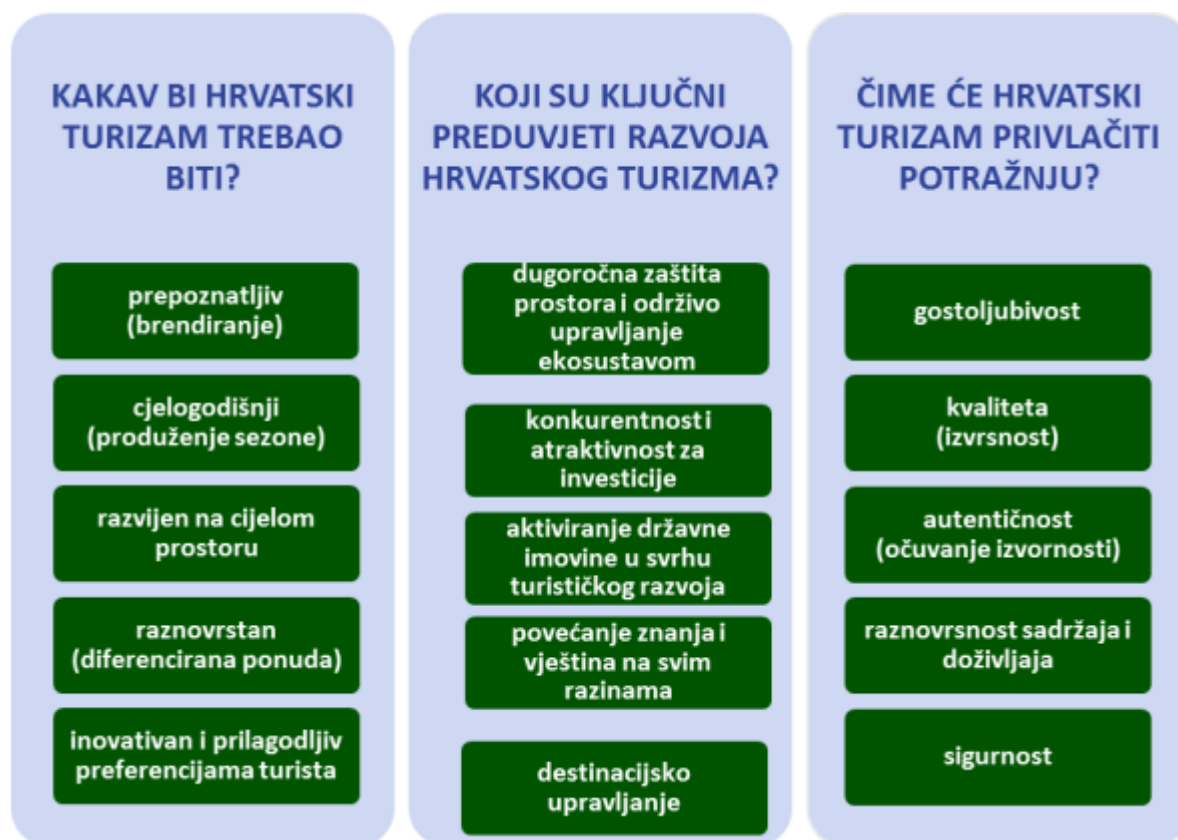 KAKAV BI HRVATSKI
TURIZAM TREBAO
BITI?
prepoznatljiv
(brendiranje)
cjelogodišnji
(produženje sezone)
razvijen na cijelom
prostoru
raznovrstan
(diferencirana ponuda)
inovativan i prilagodljiv
preferencijama turista
KOJI SU KLJUČNI
PREDUVJETI RAZVOJA
HRVATSKOG TURIZMA?
dugoročna zaštita
prostora i održivo
upravljanje
ekosustavom
konkurentnost i
atraktivnost za
investicije
aktiviranje državne
imovine u svrhu
turističkog razvoja
povećanje znanja i
vještina na svim
razinama
destinacijsko
upravljanje
ČIME ĆE HRVATSKI
TURIZAM PRIVLAČITI
POTRAŽNJU?
gostoljubivost
kvaliteta
(izvrsnost)
autentičnost
(očuvanje izvornosti)
raznovrsnost sadržaja i
doživljaja
sigurnost